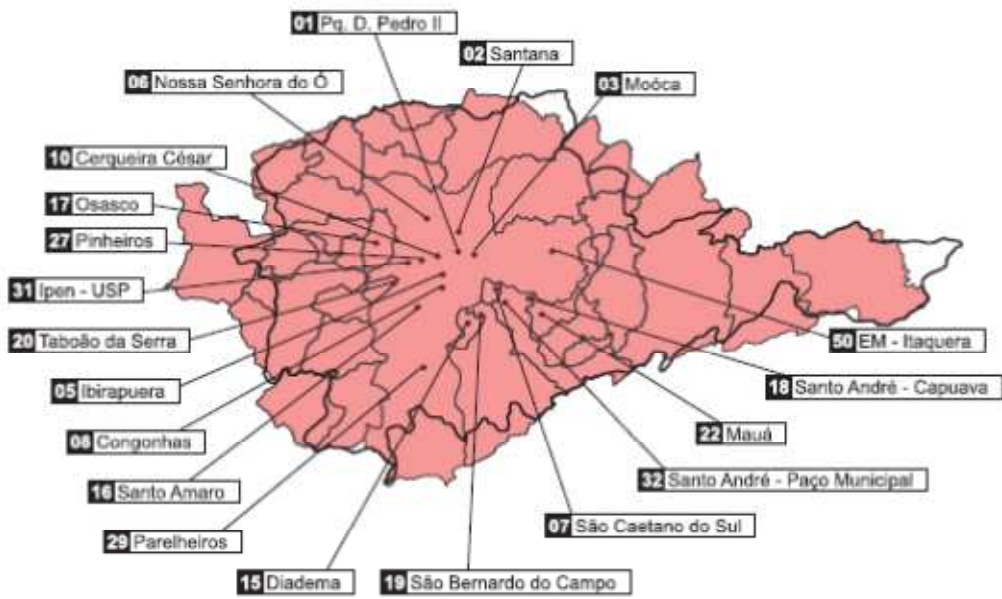 01 Pq. D. Pedro II
02 Santana
06 Nossa Senhora do Ó
03 Moóca
10 Cerqueira César
17 Osasco
27 Pinheiros
31 Ipen - USP
20 Taboão da Serra
50 EM - Itaquera
05 Ibirapuera
18 Santo André - Capuava
08 Congonhas
22 Mauá
16 Santo Amaro
32 Santo André - Paço Municipal
07 São Caetano do Sul
29 Parelheiros
15 Diadema
19 São Bernardo do Campo